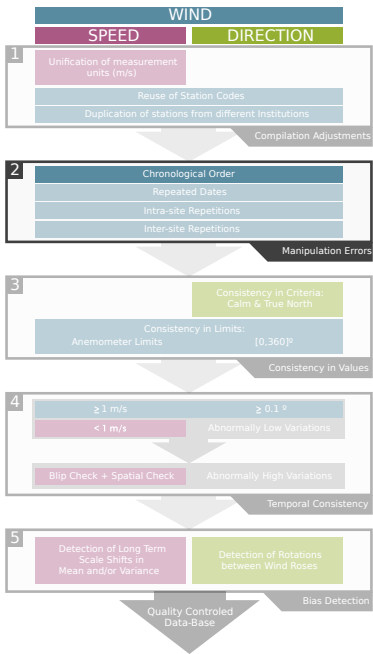 WIND
SPEED
DIRECTION
1
Unification of measurement
units (m/s)
Reuse of Station Codes
Duplication of stations from different Institutions
Compilation Adjustments
2
Chronological Order
Repeated Dates
Intra-site Repetitions
Inter-site Repetitions
Manipulation Errors
3
Consistency in Criteria:
Calm & True North
Consistency in Limits:
Anemometer Limits
[0,360]º
Consistency in Values
4
≥ 1 m/s
≥ 0.1 º
< 1 m/s
Abnormally Low Variations
Blip Check + Spatial Check
Abnormally High Variations
Temporal Consistency
5
Detection of Long Term
Scale Shifts in
Mean and/or Variance
Detection of Rotations
between Wind Roses
Bias Detection
Quality Controled
Data-Base